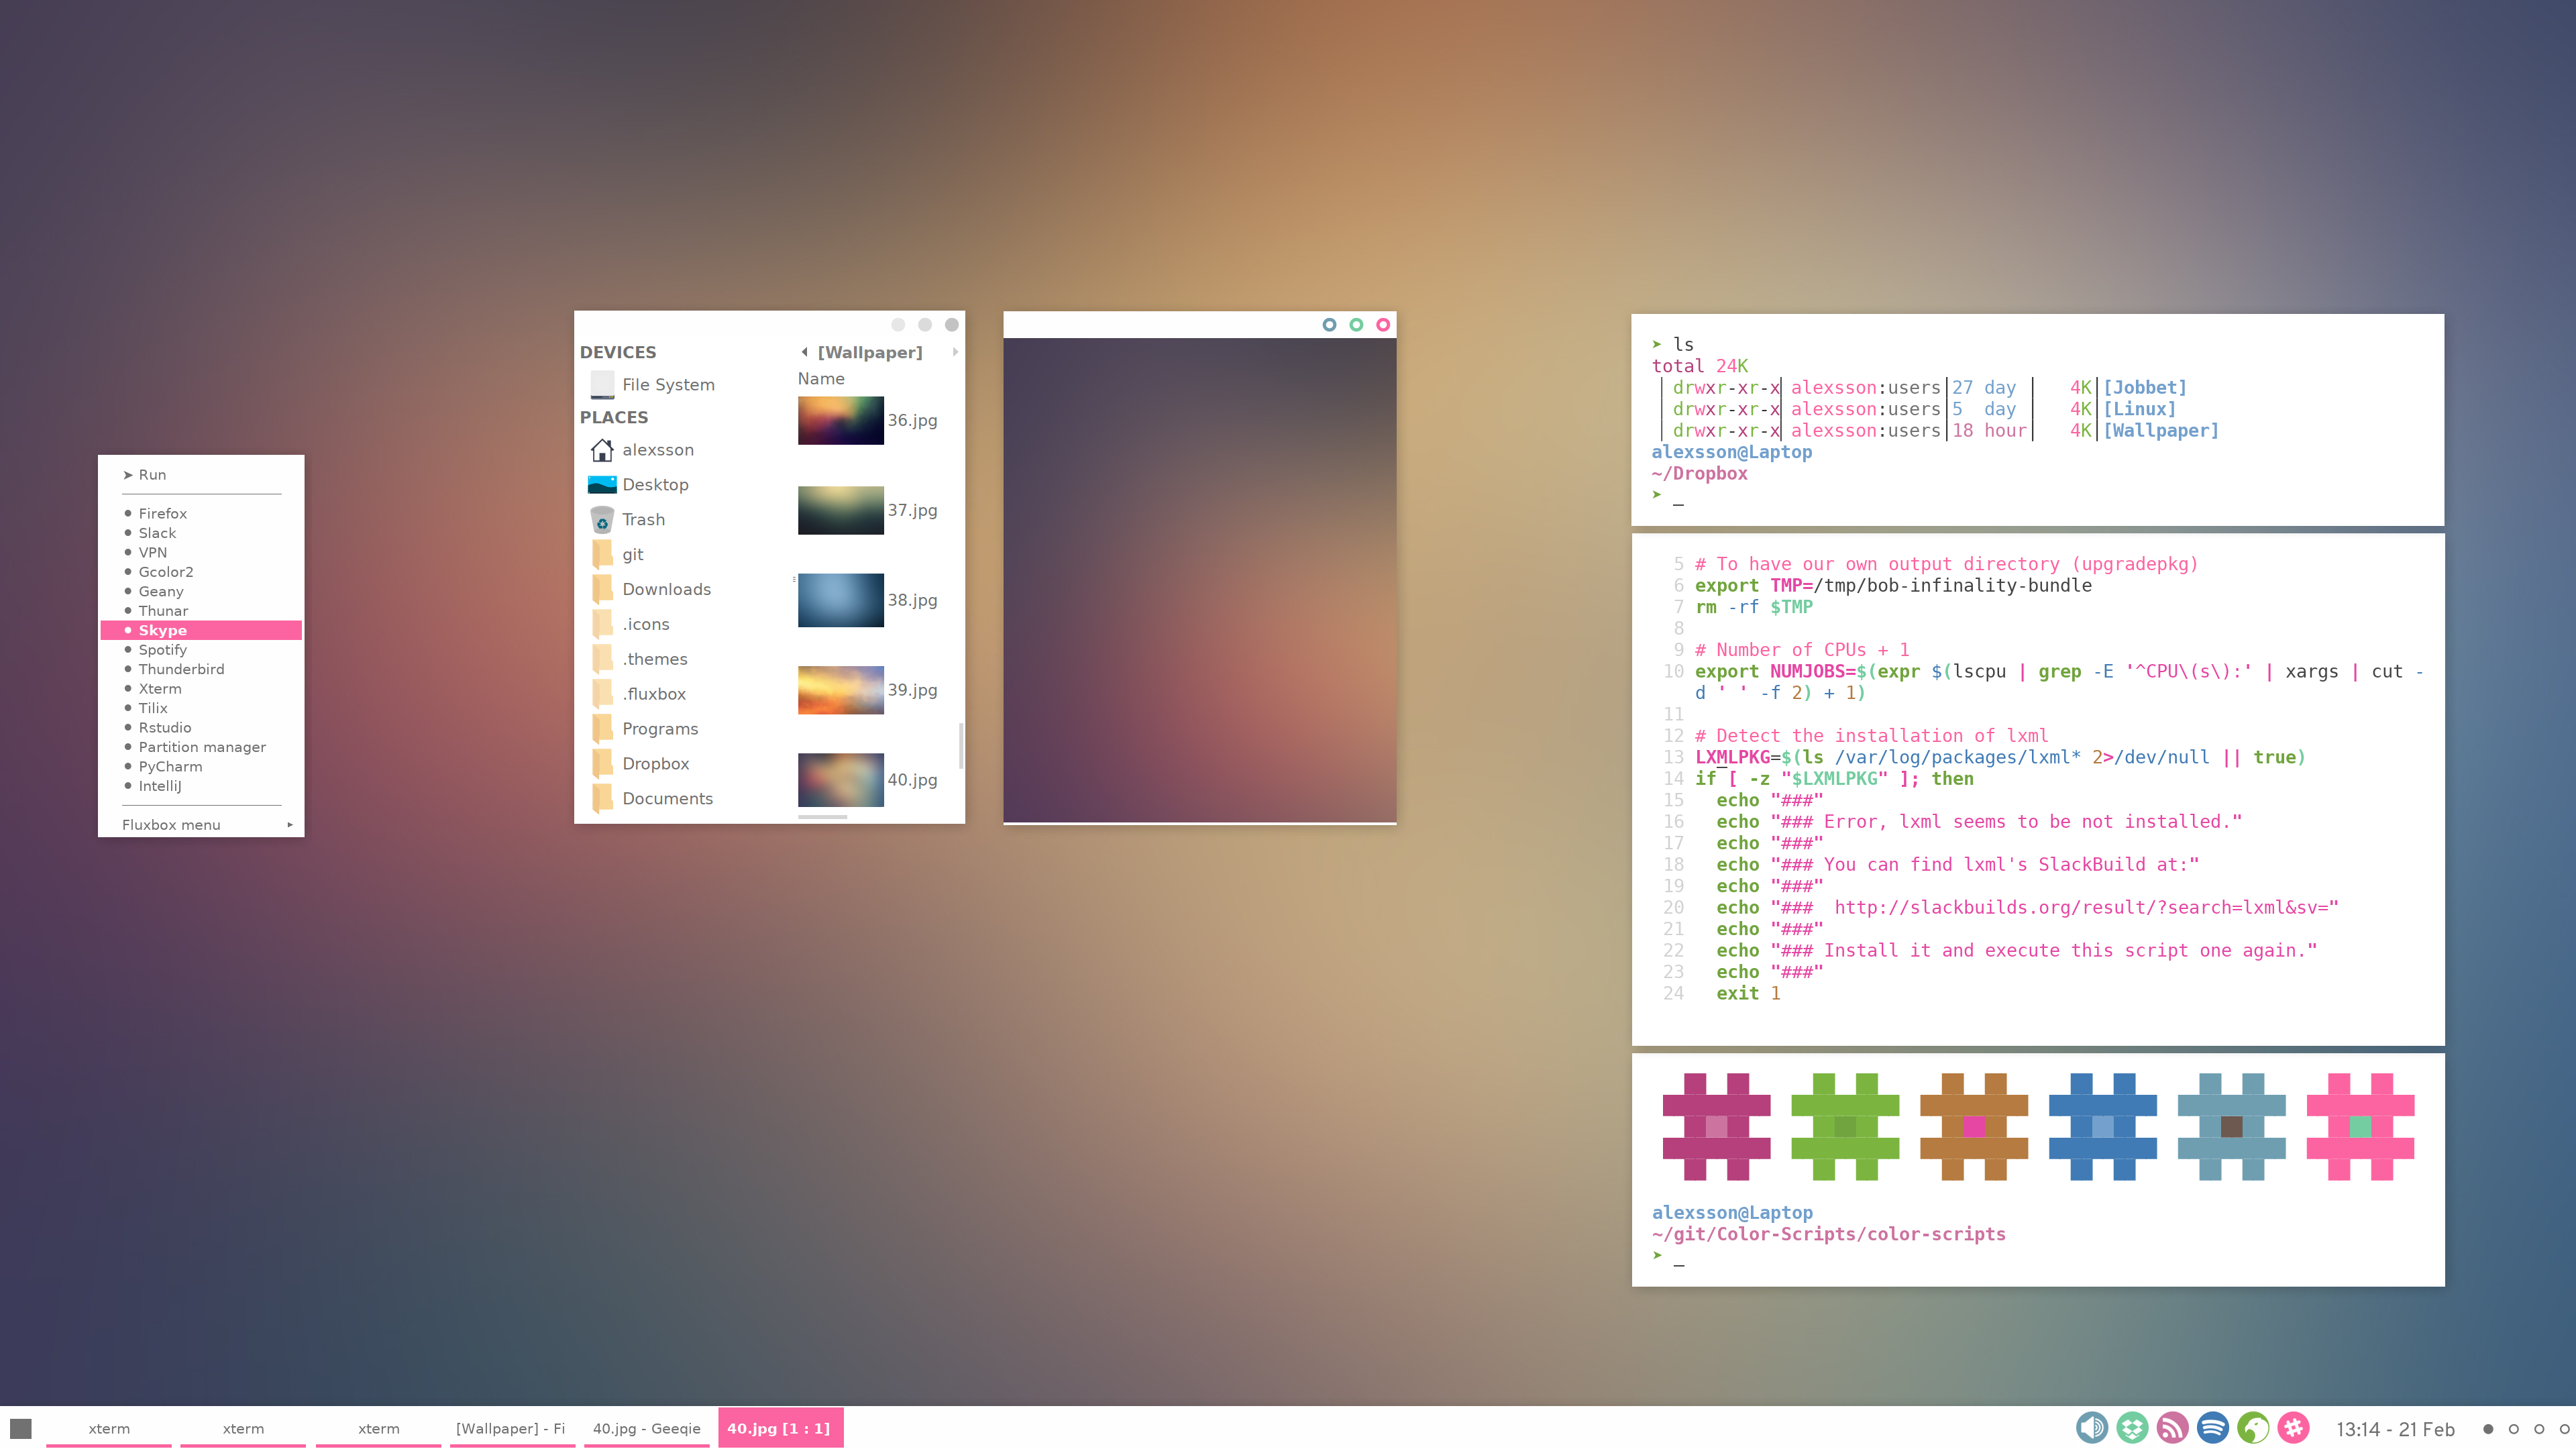 ➤ Run
Firefox
Slack
VPN
Gcolor2
Geany
Thunar
Skype
Spotify
Thunderbird
Xterm
Tilix
Rstudio
Partition manager
PyCharm
IntelliJ
Fluxbox menu
DEVICES
File System
PLACES
alexsson
Desktop
Trash
git
Downloads
.icons
.themes
.fluxbox
Programs
Dropbox
Documents
[Wallpaper]
Name
36.jpg
37.jpg
38.jpg
39.jpg
40.jpg
➤ ls
total 24K
│drwxr-xr-x│alexsson:users│27 day │   4K│[Jobbet]
│drwxr-xr-x│alexsson:users│5  day │   4K│[Linux]
│drwxr-xr-x│alexsson:users│18 hour│   4K│[Wallpaper]
alexsson@Laptop
~/Dropbox
➤ _
5 # To have our own output directory (upgradepkg)
6 export TMP=/tmp/bob-infinality-bundle
7 rm -rf $TMP
8
9 # Number of CPUs + 1
10 export NUMJOBS=$(expr $(lscpu | grep -E '^CPU\(s\):' | xargs | cut -
d ' ' -f 2) + 1)
11
12 # Detect the installation of lxml
13 LXMLPKG=$(ls /var/log/packages/lxml* 2>/dev/null || true)
14 if [ -z "$LXMLPKG" ]; then
15   echo "###"
16   echo "### Error, lxml seems to be not installed."
17   echo "###"
18   echo "### You can find lxml's SlackBuild at:"
19   echo "###"
20   echo "###  http://slackbuilds.org/result/?search=lxml&sv="
21   echo "###"
22   echo "### Install it and execute this script one again."
23   echo "###"
24   exit 1
alexsson@Laptop
~/git/Color-Scripts/color-scripts
➤ _
xterm
xterm
xterm
[Wallpaper] - Fi
40.jpg - Geeqie
40.jpg [1 : 1]
13:14 - 21 Feb